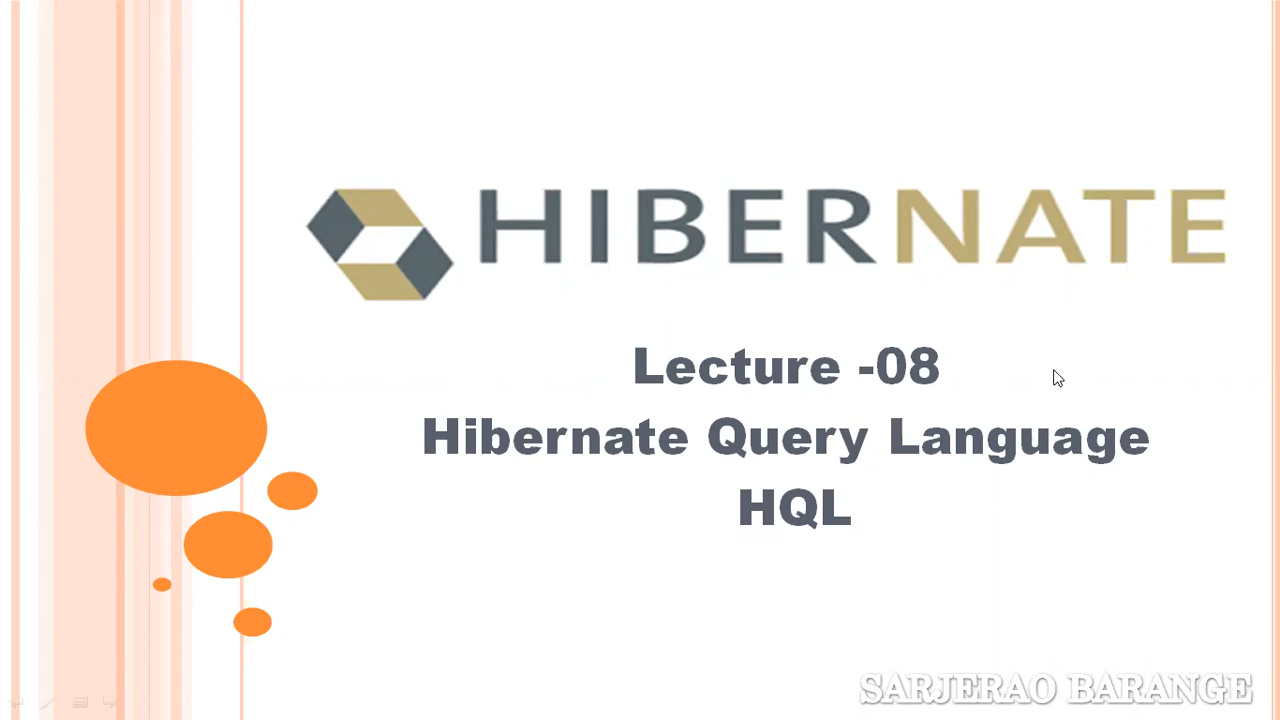 HIBERNATE
Lecture -08
Hibernate Query Language
HQL
SARJERAO BARANGE